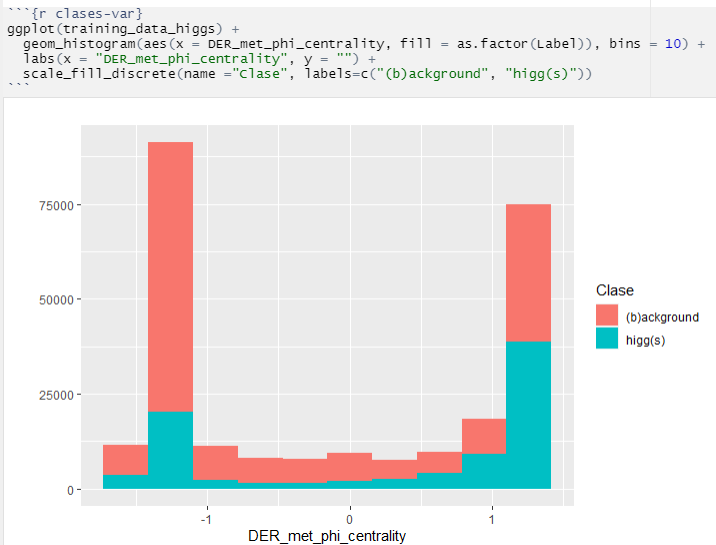 ```{r clases-var}
ggplot(training_data_higgs) +
  geom_histogram(aes(x = DER_met_phi_centrality, fill = as.factor(Label)), bins = 10) +
  labs(x = "DER_met_phi_centrality", y = "") +
  scale_fill_discrete(name ="Clase", labels=c("(b)ackground", "higg(s)"))
```
75000
50000
25000
0
-1
0
1
DER_met_phi_centrality
Clase
(b)ackground
higg(s)